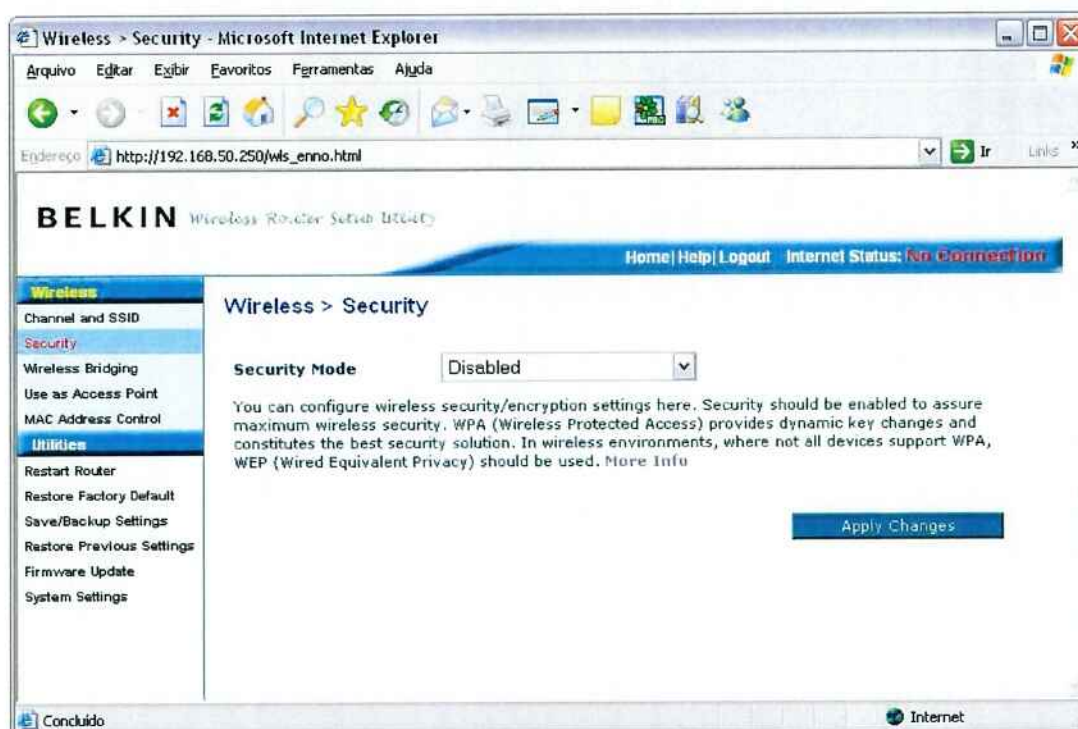 Wireless > Security - Microsoft Internet Explorer
Arquivo Editar Exibir Favoritos Ferramentas Ajuda
Endereço http://192.168.50.250/wls_enno.html Ir Links »
BELKIN Wireless Router Setup Utility
Home|Help|Logout Internet Status: No Connection
Wireless
Channel and SSID
Security
Wireless Bridging
Use as Access Point
MAC Address Control
Utilities
Restart Router
Restore Factory Default
Save/Backup Settings
Restore Previous Settings
Firmware Update
System Settings
Wireless > Security
Security Mode Disabled
You can configure wireless security/encryption settings here. Security should be enabled to assure
maximum wireless security. WPA (Wireless Protected Access) provides dynamic key changes and
constitutes the best security solution. In wireless environments, where not all devices support WPA,
WEP (Wired Equivalent Privacy) should be used. More Info
Apply Changes
Concluído Internet